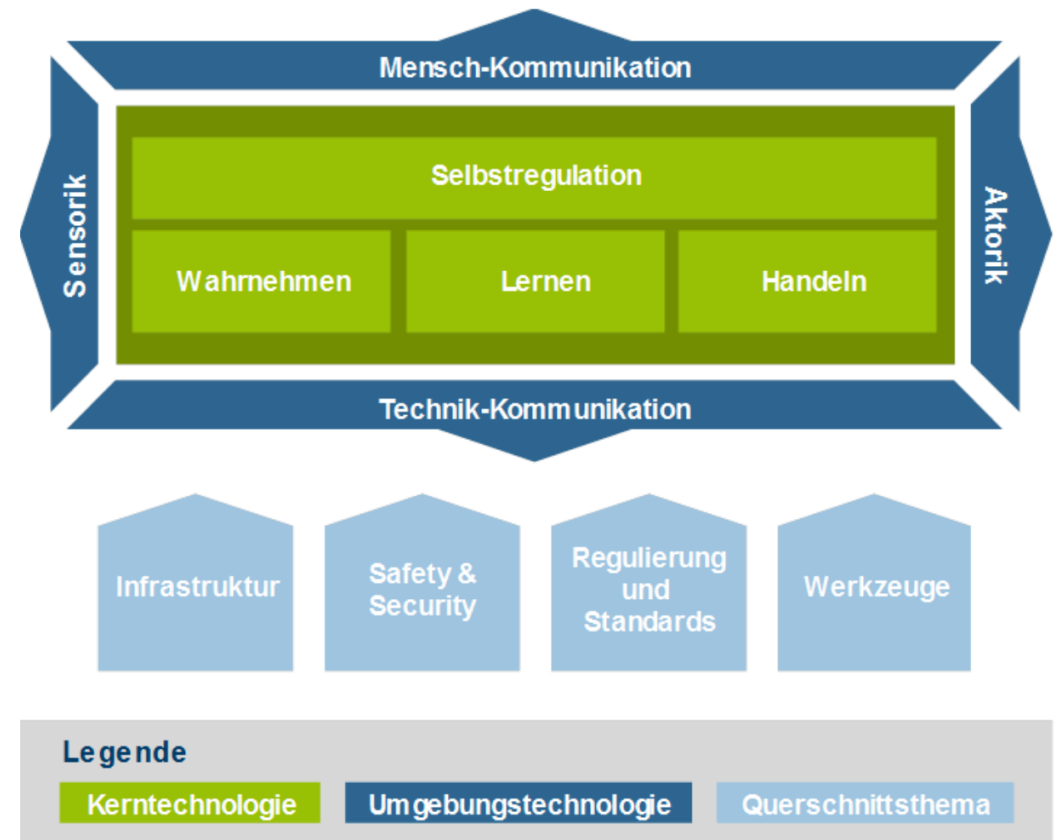 Mensch-Kommunikation
Sensorik
Selbstregulation
Aktorik
Wahrnehmen
Lernen
Handeln
Technik-Kommunikation
Infrastruktur
Safety &
Security
Regulierung
und
Standards
Werkzeuge
Legende
Kerntechnologie
Umgebungstechnologie
Querschnittsthema